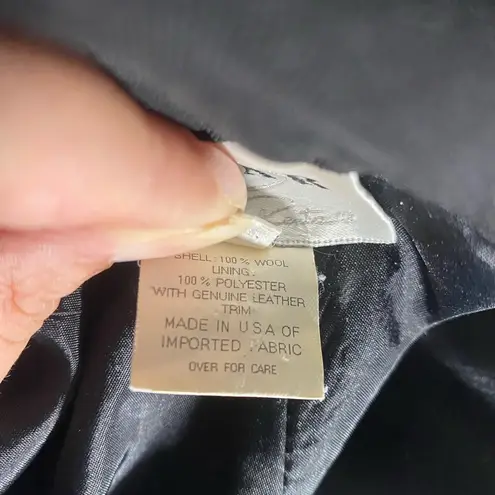 SHELL: 100% WOOL
LINING:
100% POLYESTER
WITH GENUINE LEATHER
TRIM
MADE IN U.S.A OF
IMPORTED FABRIC
OVER FOR CARE